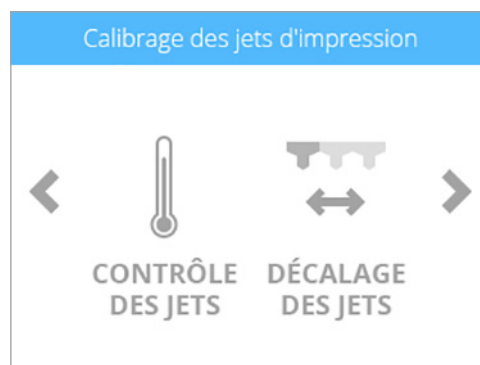 Calibrage des jets d'impression
CONTRÔLE
DES JETS
DÉCALAGE
DES JETS